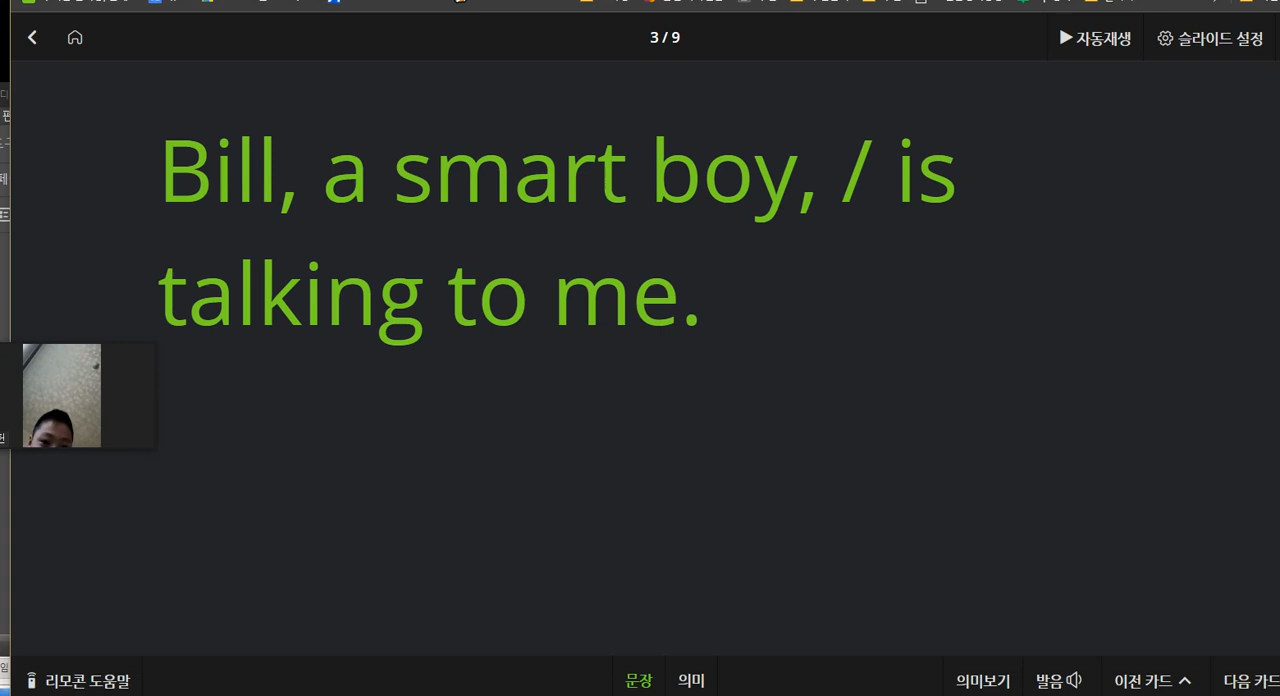 3 / 9
자동재생
슬라이드 설정
Bill, a smart boy, / is
talking to me.
리모콘 도움말
문장
의미
의미보기
발음
이전 카드
다음 카드